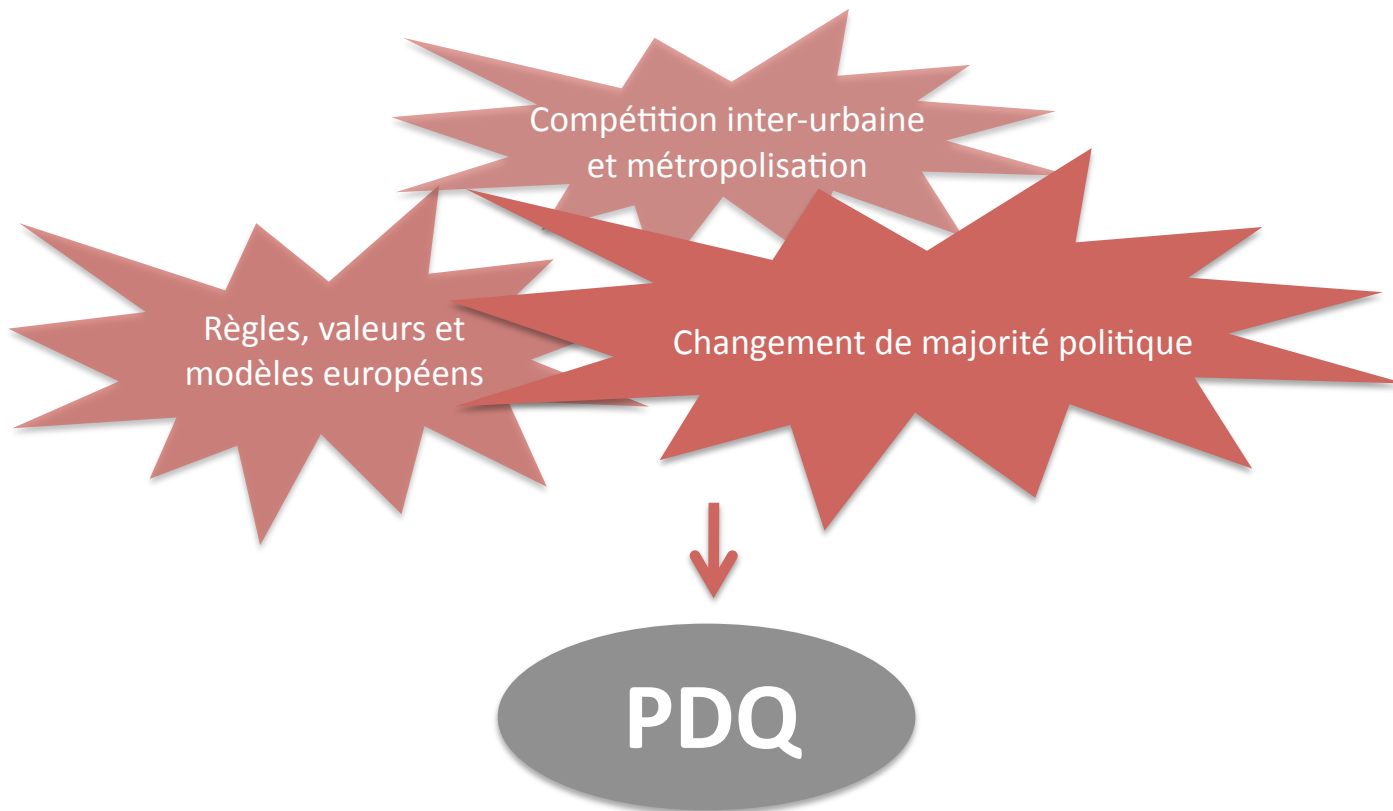 Compétition inter-urbaine
et métropolisation
Règles, valeurs et
modèles européens
Changement de majorité politique
PDQ